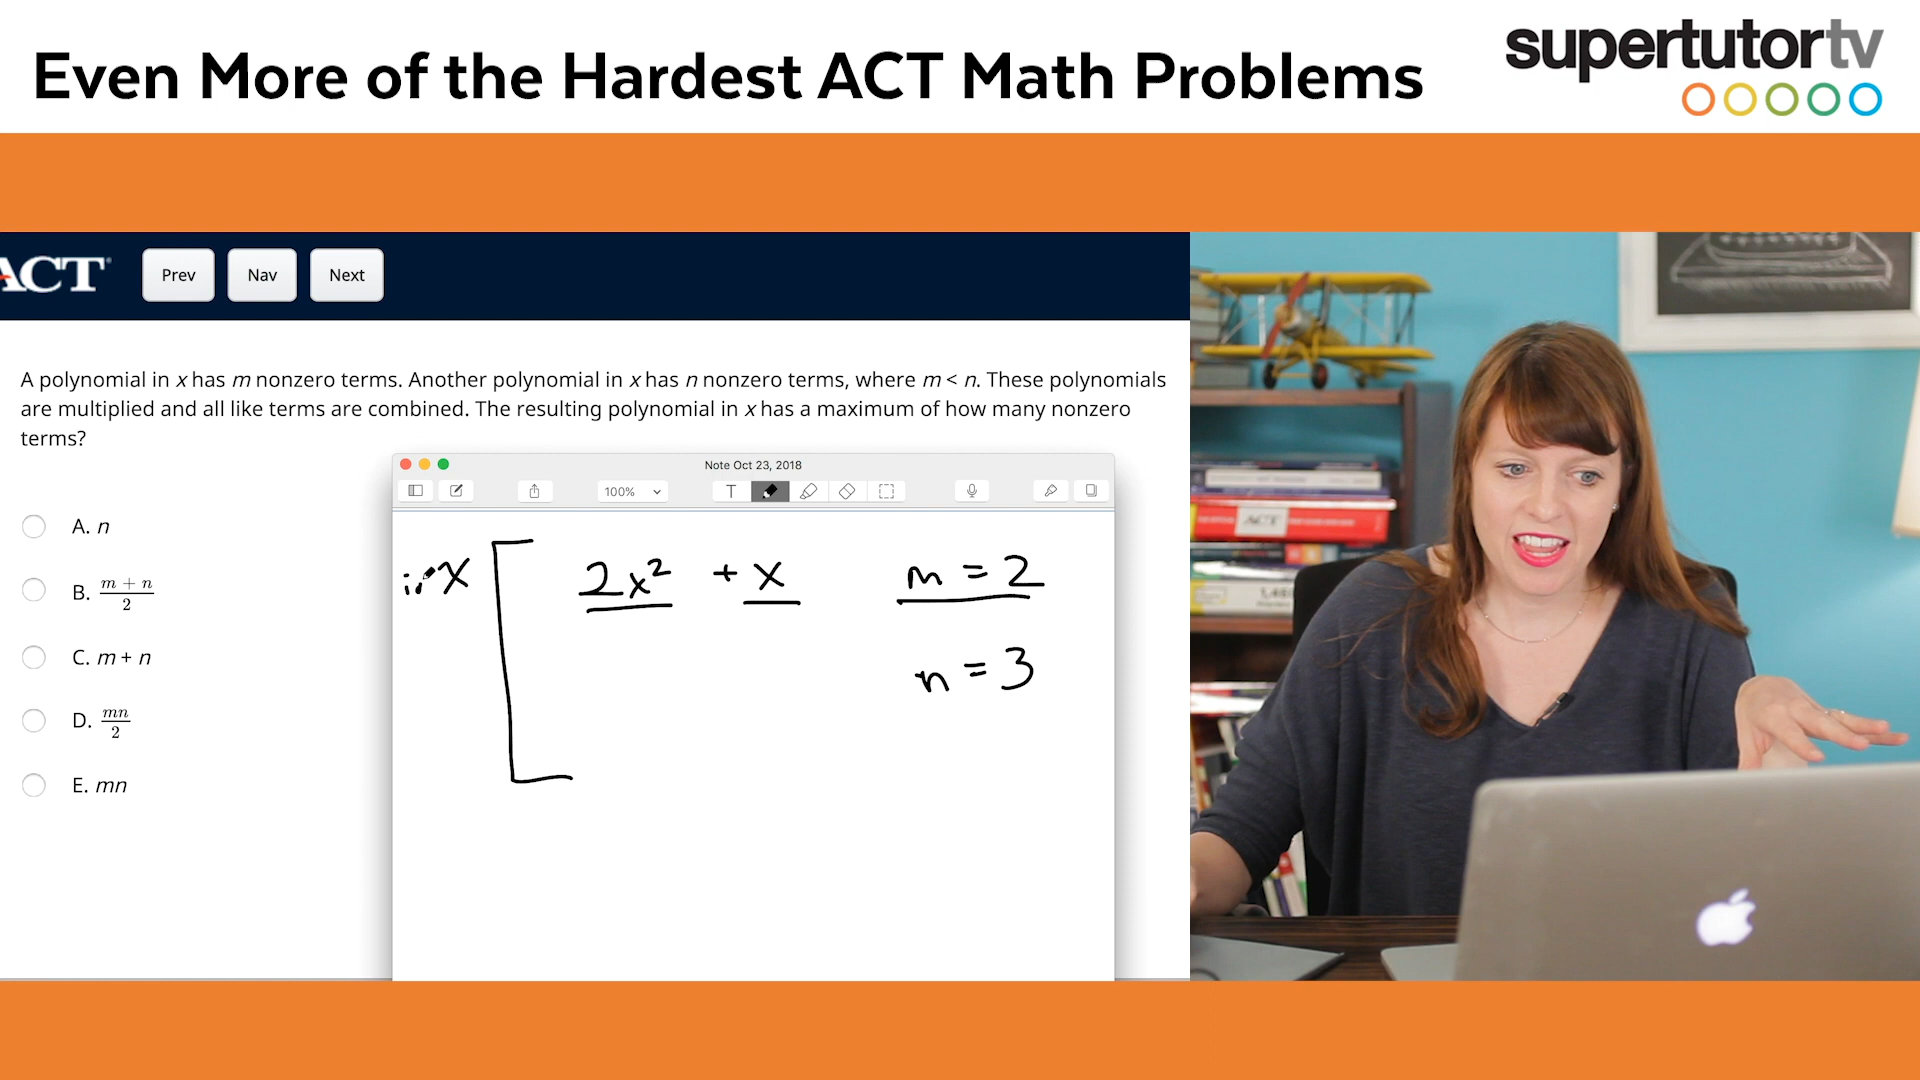 Even More of the Hardest ACT Math Problems
supertutortv
ACT
Prev
Nav
Next
A polynomial in x has m nonzero terms. Another polynomial in x has n nonzero terms, where m < n. These polynomials
are multiplied and all like terms are combined. The resulting polynomial in x has a maximum of how many nonzero
terms?
Note Oct 23, 2018
100%
T
A. n
B. m + n
2
C. m + n
D. mn
2
E. mn
in x
2x² + x
m = 2
n = 3
ACT